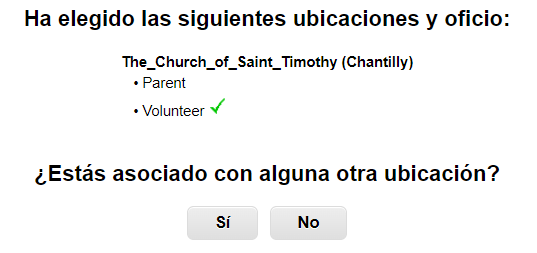 Ha elegido las siguientes ubicaciones y oficio:
The_Church_of_Saint_Timothy (Chantilly)
• Parent
• Volunteer
¿Estás asociado con alguna otra ubicación?
Sí No